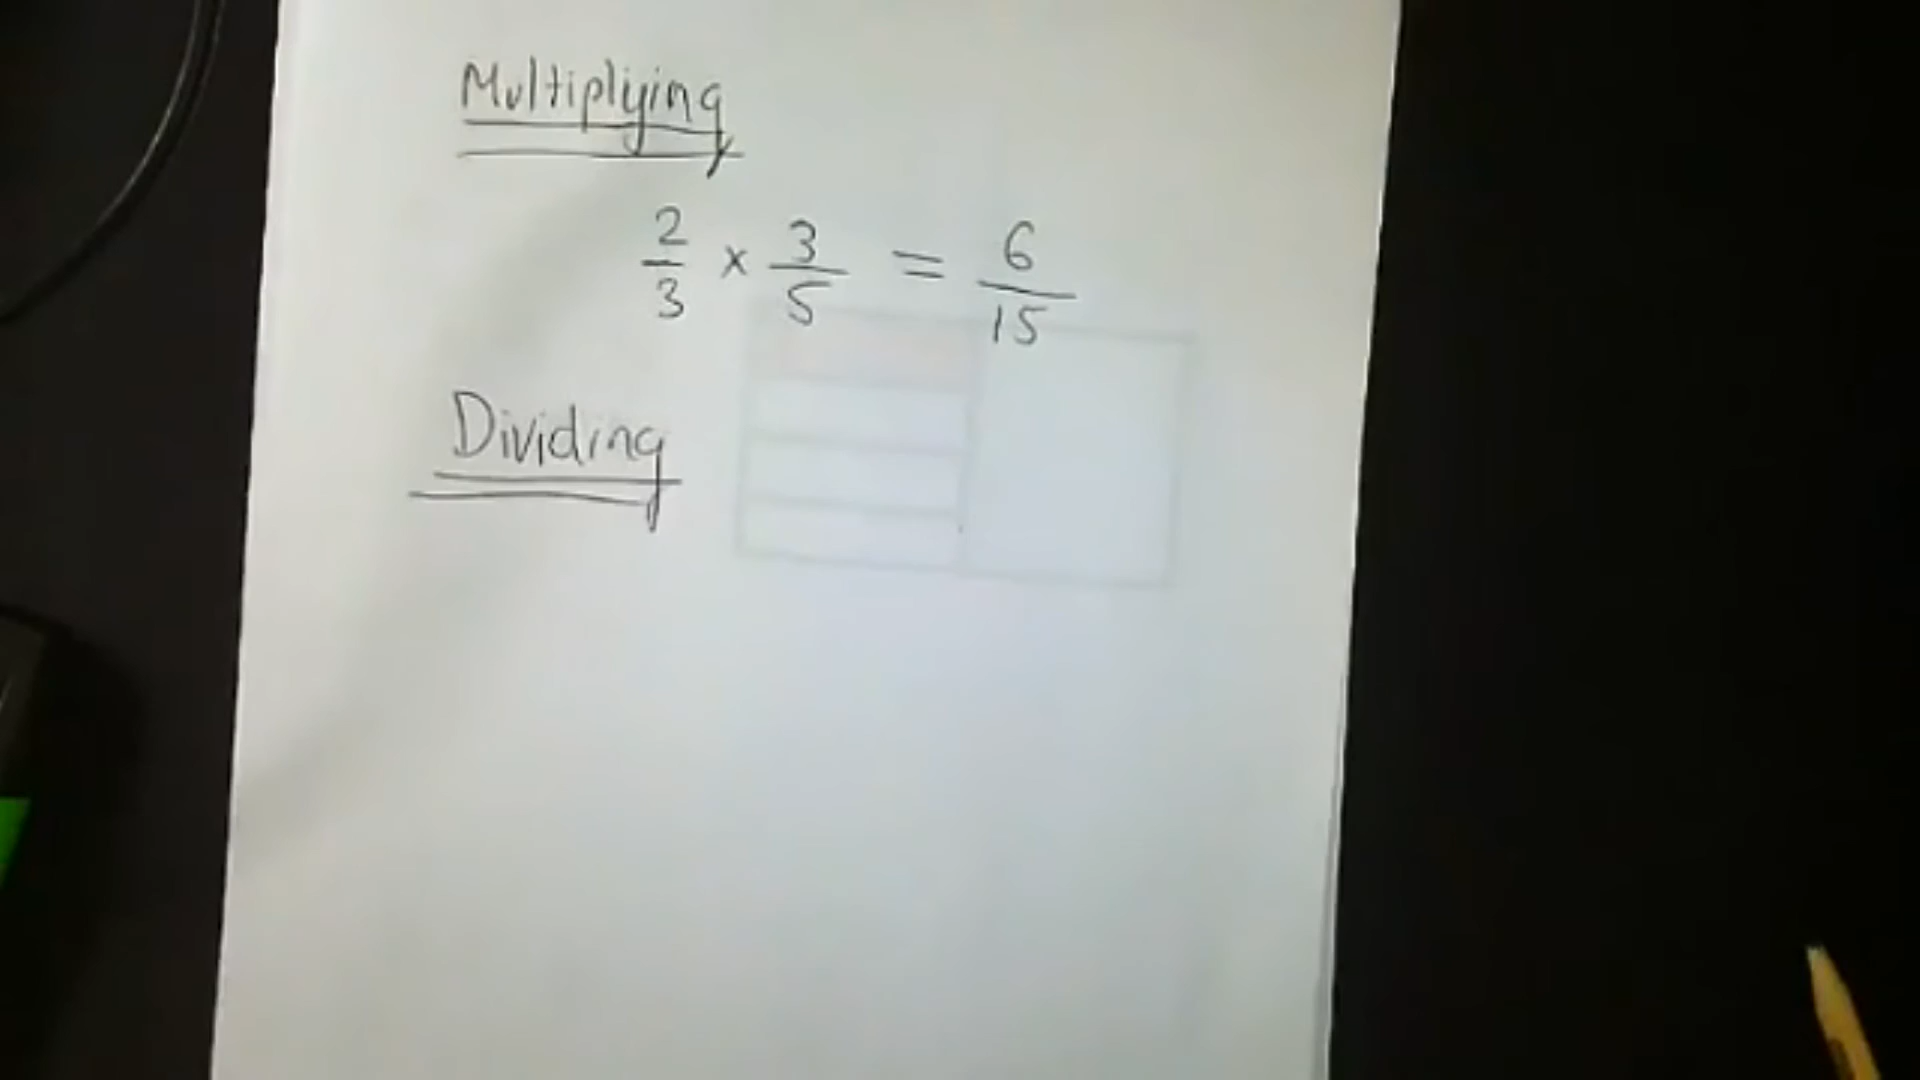 Multiplying
2/3 × 3/5 = 6/15
Dividing